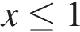 x ≤ 1